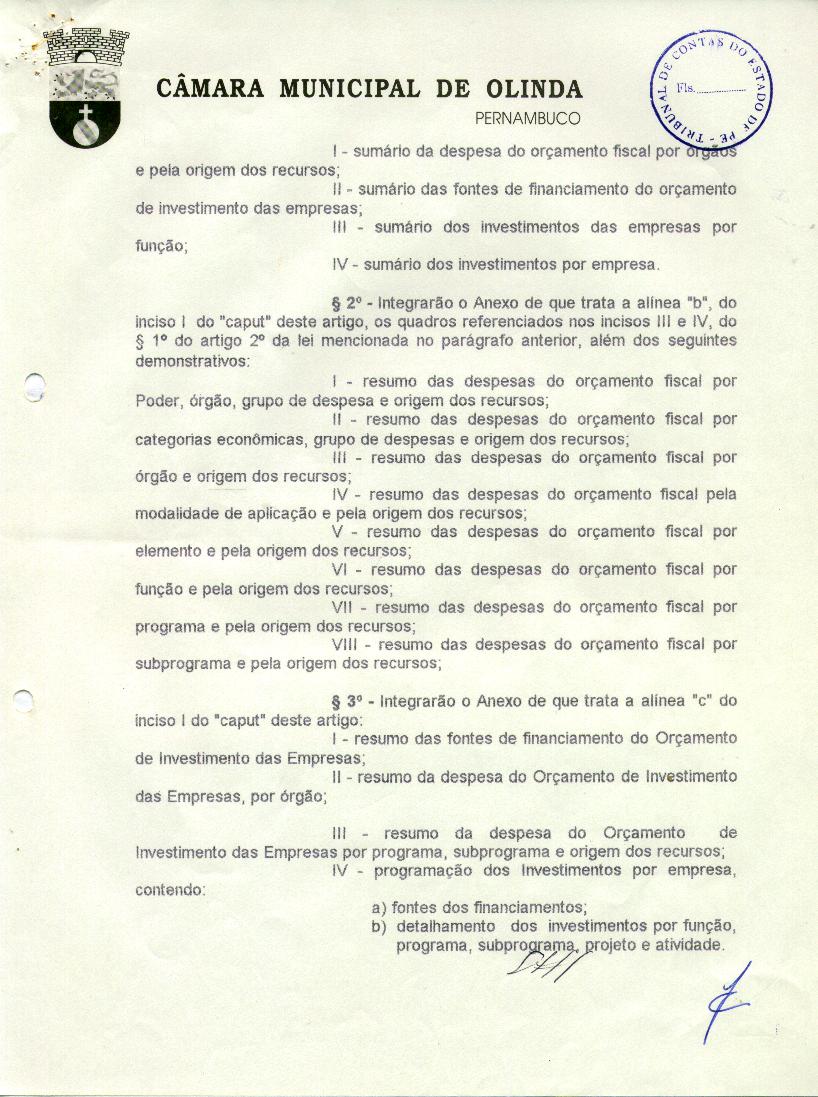 CÂMARA MUNICIPAL DE OLINDA
PERNAMBUCO
TRIBUNAL DE CONTAS DO ESTADO DE PE -
Fls.
I - sumário da despesa do orçamento fiscal por órgãos
e pela origem dos recursos;
II - sumário das fontes de financiamento do orçamento
de investimento das empresas;
III - sumário dos investimentos das empresas por
função;
IV - sumário dos investimentos por empresa.
§ 2º - Integrarão o Anexo de que trata a alínea "b", do
inciso I do "caput" deste artigo, os quadros referenciados nos incisos III e IV, do
§ 1º do artigo 2º da lei mencionada no parágrafo anterior, além dos seguintes
demonstrativos:
I - resumo das despesas do orçamento fiscal por
Poder, órgão, grupo de despesa e origem dos recursos;
II - resumo das despesas do orçamento fiscal por
categorias econômicas, grupo de despesas e origem dos recursos;
III - resumo das despesas do orçamento fiscal por
órgão e origem dos recursos;
IV - resumo das despesas do orçamento fiscal pela
modalidade de aplicação e pela origem dos recursos;
V - resumo das despesas do orçamento fiscal por
elemento e pela origem dos recursos;
VI - resumo das despesas do orçamento fiscal por
função e pela origem dos recursos;
VII - resumo das despesas do orçamento fiscal por
programa e pela origem dos recursos;
VIII - resumo das despesas do orçamento fiscal por
subprograma e pela origem dos recursos;
§ 3º - Integrarão o Anexo de que trata a alínea "c" do
inciso I do "caput" deste artigo:
I - resumo das fontes de financiamento do Orçamento
de Investimento das Empresas;
II - resumo da despesa do Orçamento de Investimento
das Empresas, por órgão;
III - resumo da despesa do Orçamento de
Investimento das Empresas por programa, subprograma e origem dos recursos;
IV - programação dos Investimentos por empresa,
contendo:
a) fontes dos financiamentos;
b) detalhamento dos investimentos por função,
programa, subprograma, projeto e atividade.